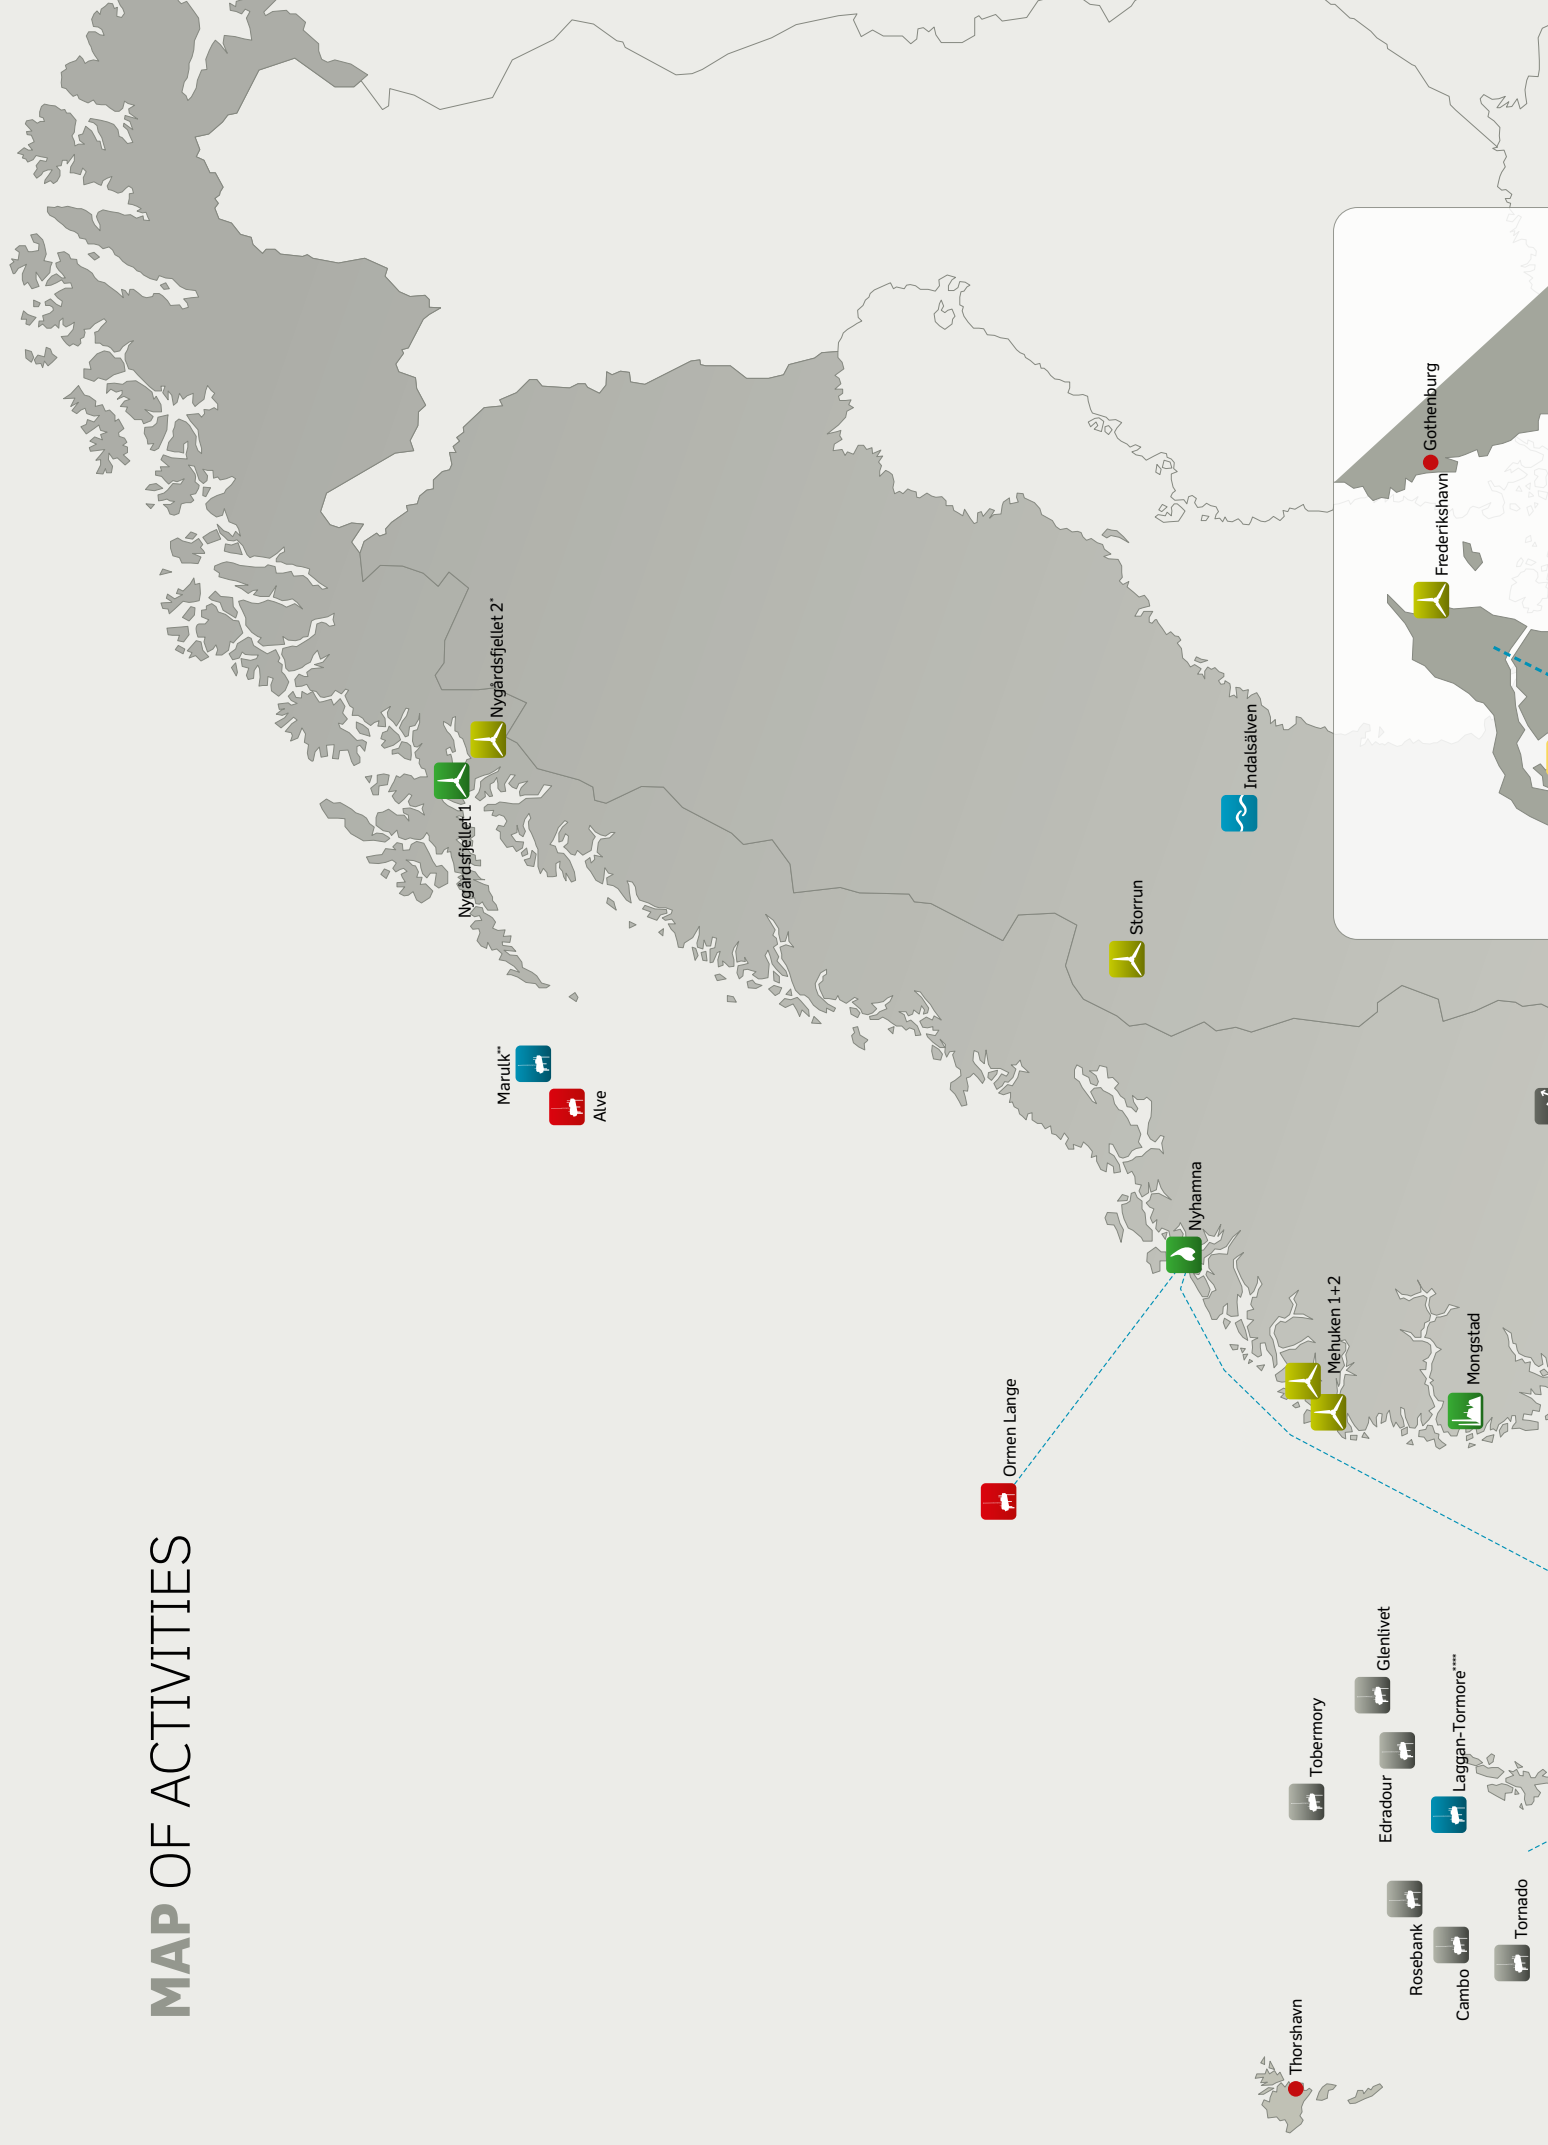 MAP OF ACTIVITIES
Nygårdsfjellet 1
Nygårdsfjellet 2*
Marulk**
Alve
Ormen Lange
Storrun
Nyhamna
Indalsälven
Thorshavn
Tobermory
Mehuken 1+2
Glenlivet
Edradour
Rosebank
Cambo
Laggan-Tormore****
Mongstad
Gothenburg
Frederikshavn
Tornado